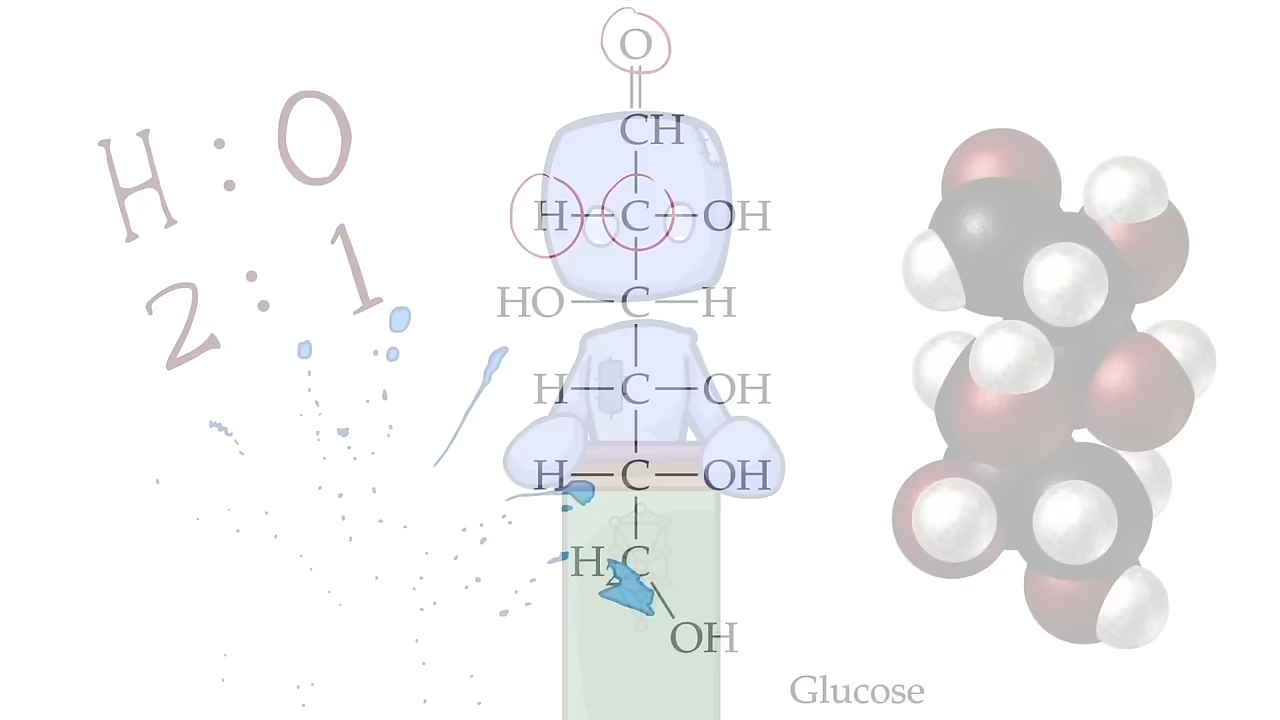 H : O
2 : 1
O
CH
H C OH
HO C H
H C OH
H C OH
H₂C
OH
Glucose